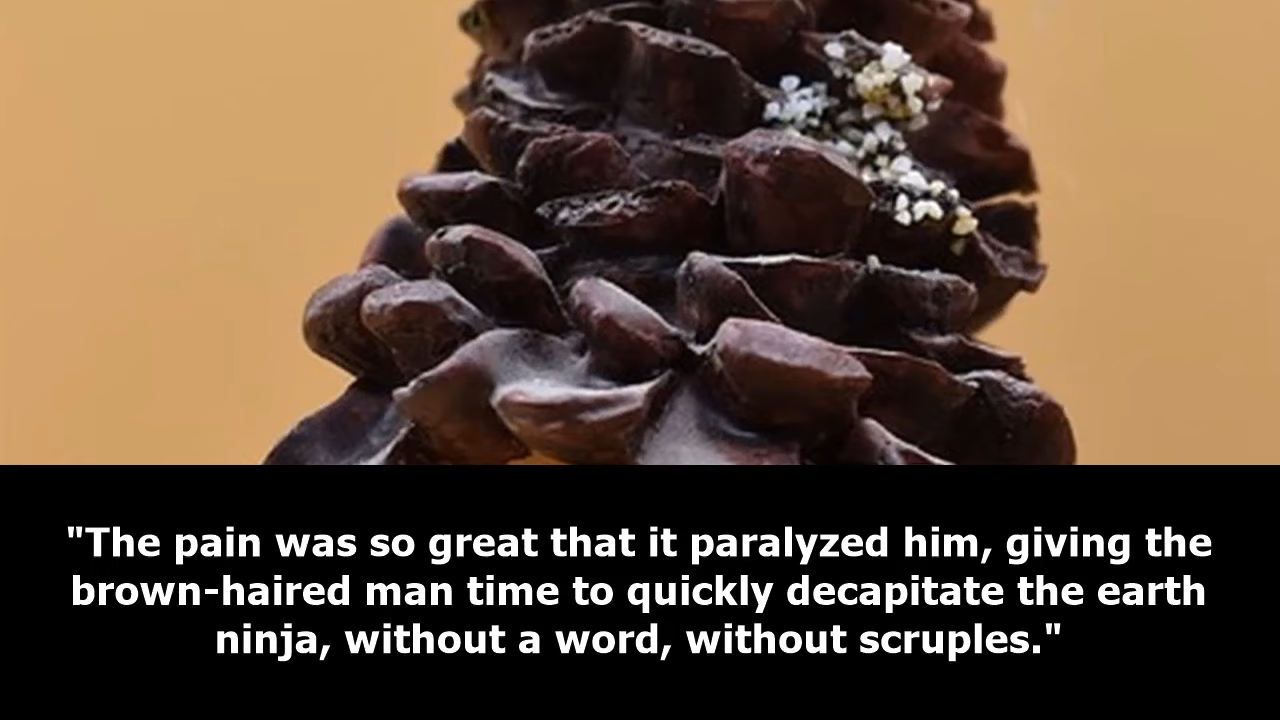 "The pain was so great that it paralyzed him, giving the
brown-haired man time to quickly decapitate the earth
ninja, without a word, without scruples."